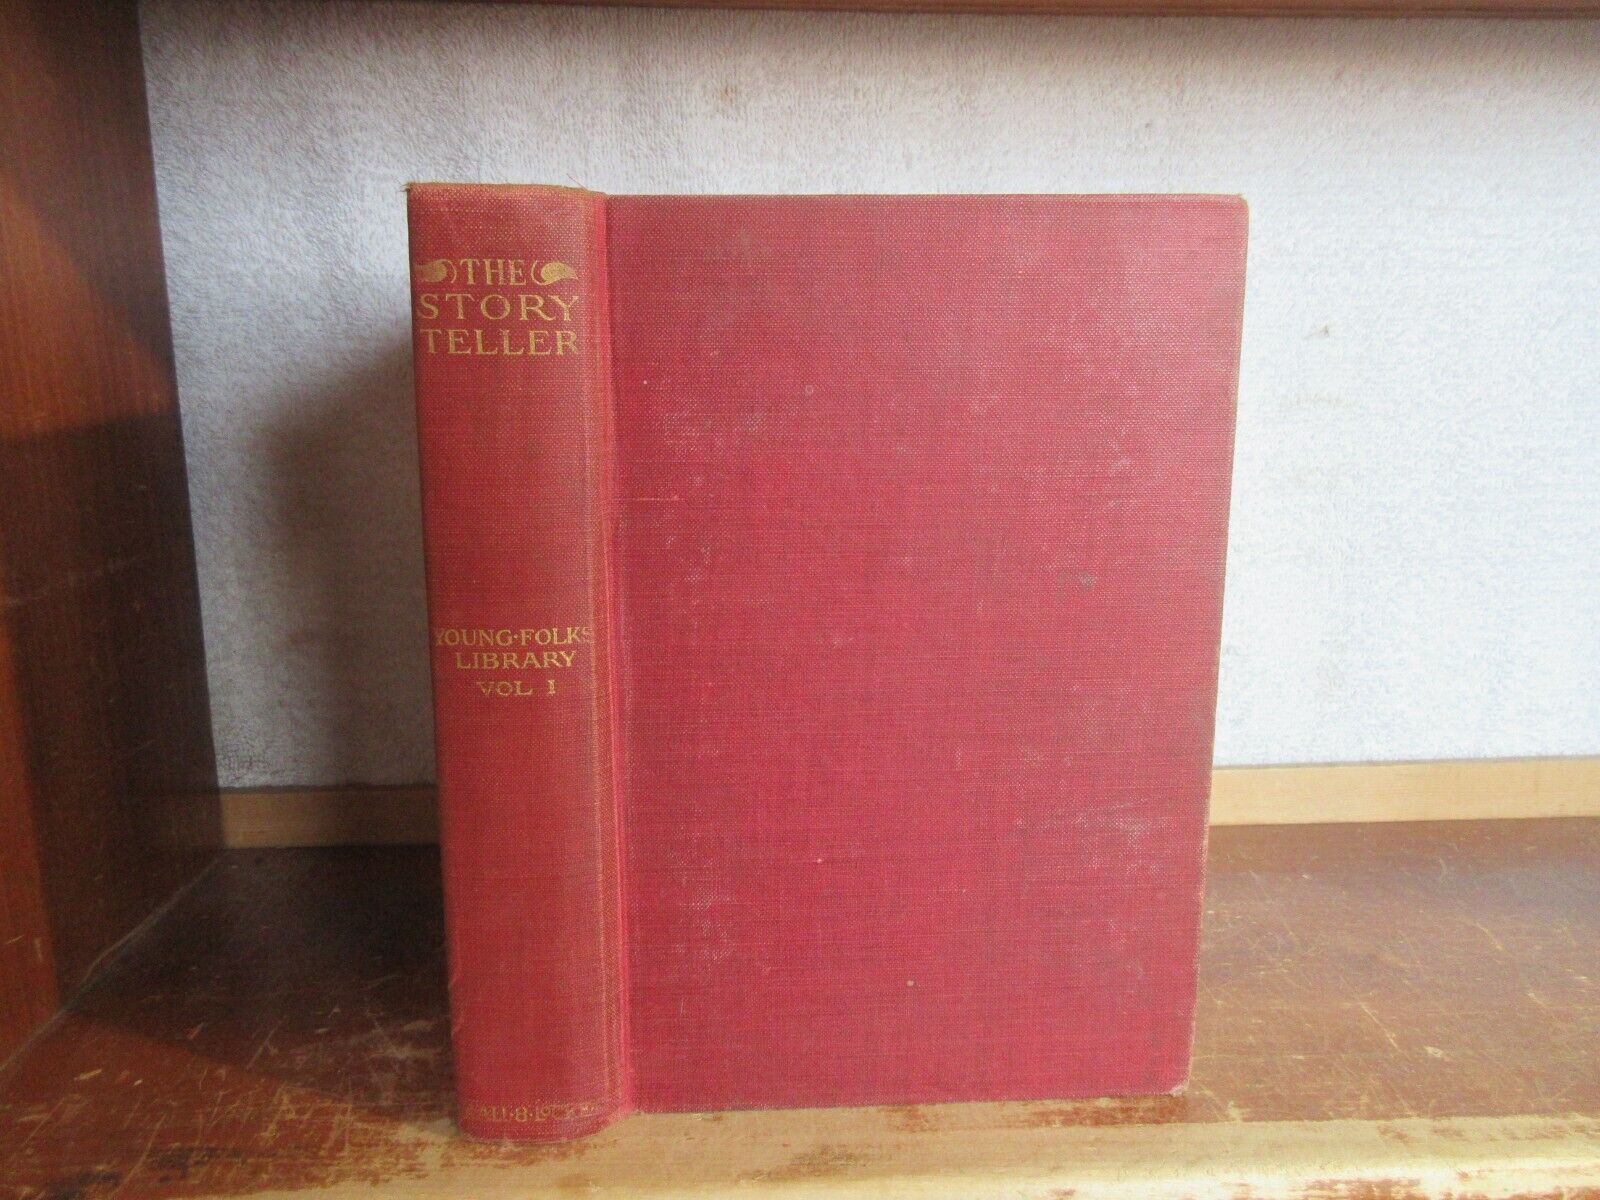 THE
STORY
TELLER
YOUNG·FOLKS
LIBRARY
VOL I